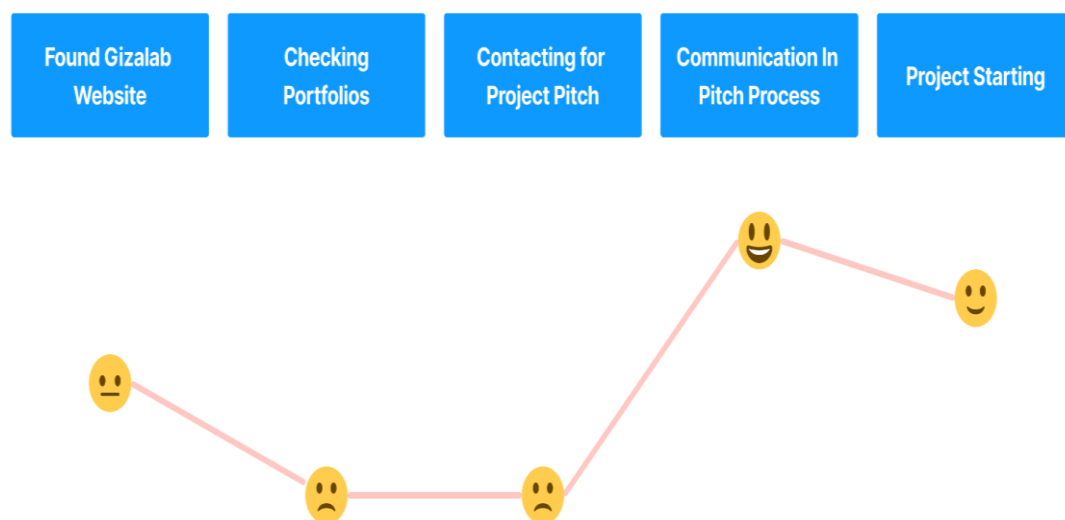 Found Gizalab
Website
Checking
Portfolios
Contacting for
Project Pitch
Communication In
Pitch Process
Project Starting